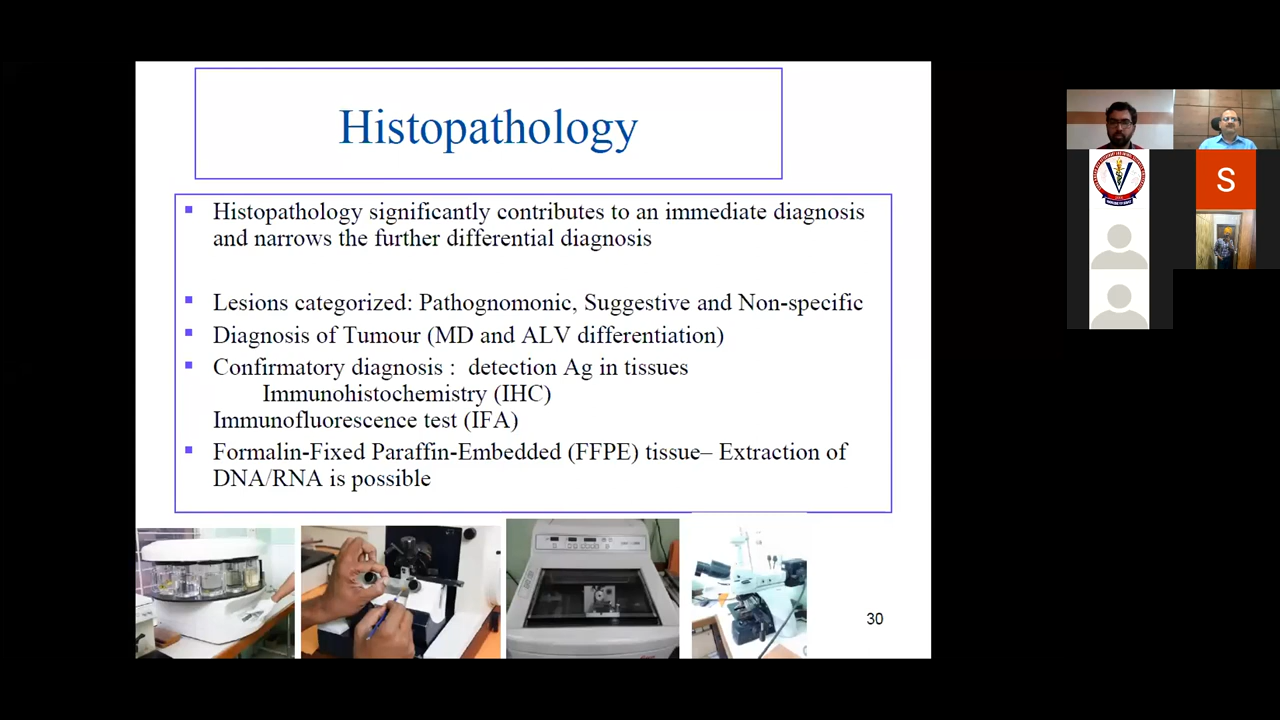 Histopathology
Histopathology significantly contributes to an immediate diagnosis
and narrows the further differential diagnosis
Lesions categorized: Pathognomonic, Suggestive and Non-specific
Diagnosis of Tumour (MD and ALV differentiation)
Confirmatory diagnosis : detection Ag in tissues
Immunohistochemistry (IHC)
Immunofluorescence test (IFA)
Formalin-Fixed Paraffin-Embedded (FFPE) tissue– Extraction of
DNA/RNA is possible
30
S